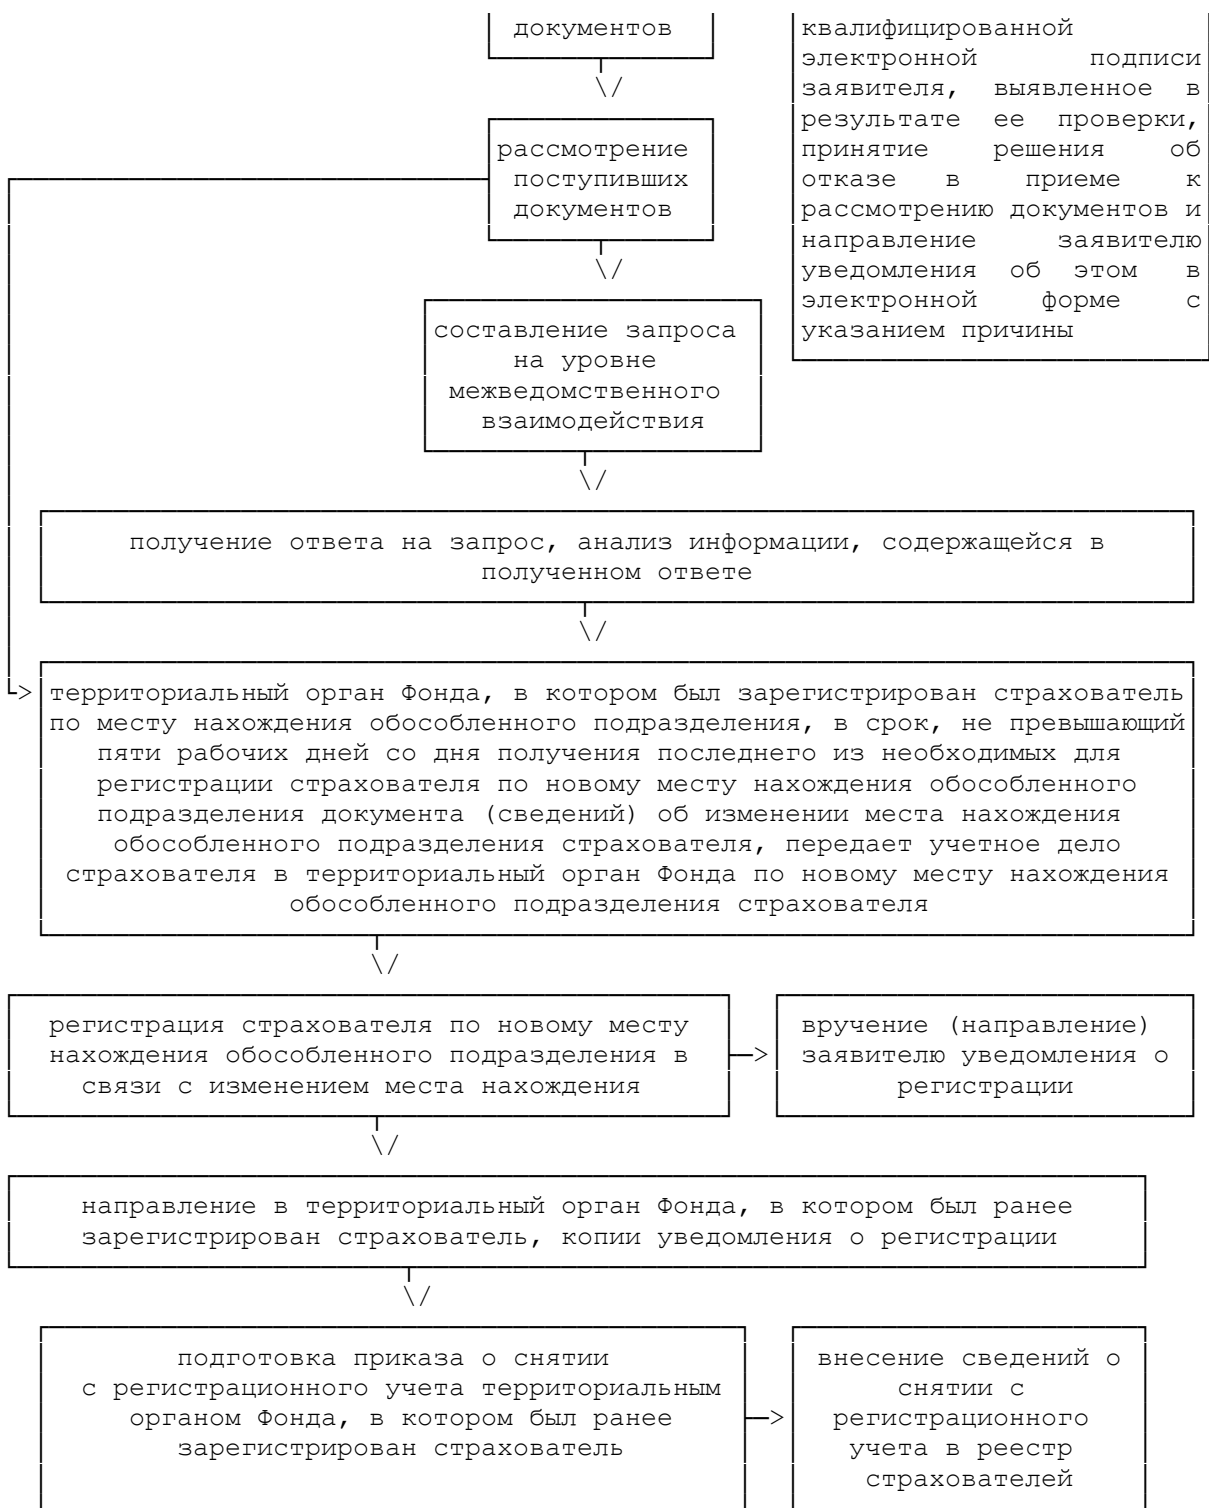 документов
квалифицированной
электронной подписи
заявителя, выявленное в
результате ее проверки,
принятие решения об
отказе в приеме к
рассмотрению документов и
направление заявителю
уведомления об этом в
электронной форме с
указанием причины
\/
рассмотрение
поступивших
документов
\/
составление запроса
на уровне
межведомственного
взаимодействия
\/
получение ответа на запрос, анализ информации, содержащейся в
полученном ответе
\/
>
территориальный орган Фонда, в котором был зарегистрирован страхователь
по месту нахождения обособленного подразделения, в срок, не превышающий
пяти рабочих дней со дня получения последнего из необходимых для
регистрации страхователя по новому месту нахождения обособленного
подразделения документа (сведений) об изменении места нахождения
обособленного подразделения страхователя, передает учетное дело
страхователя в территориальный орган Фонда по новому месту нахождения
обособленного подразделения страхователя
\/
регистрация страхователя по новому месту
нахождения обособленного подразделения в
связи с изменением места нахождения
>
вручение (направление)
заявителю уведомления о
регистрации
\/
направление в территориальный орган Фонда, в котором был ранее
зарегистрирован страхователь, копии уведомления о регистрации
\/
подготовка приказа о снятии
с регистрационного учета территориальным
органом Фонда, в котором был ранее
зарегистрирован страхователь
>
внесение сведений о
снятии с
регистрационного
учета в реестр
страхователей